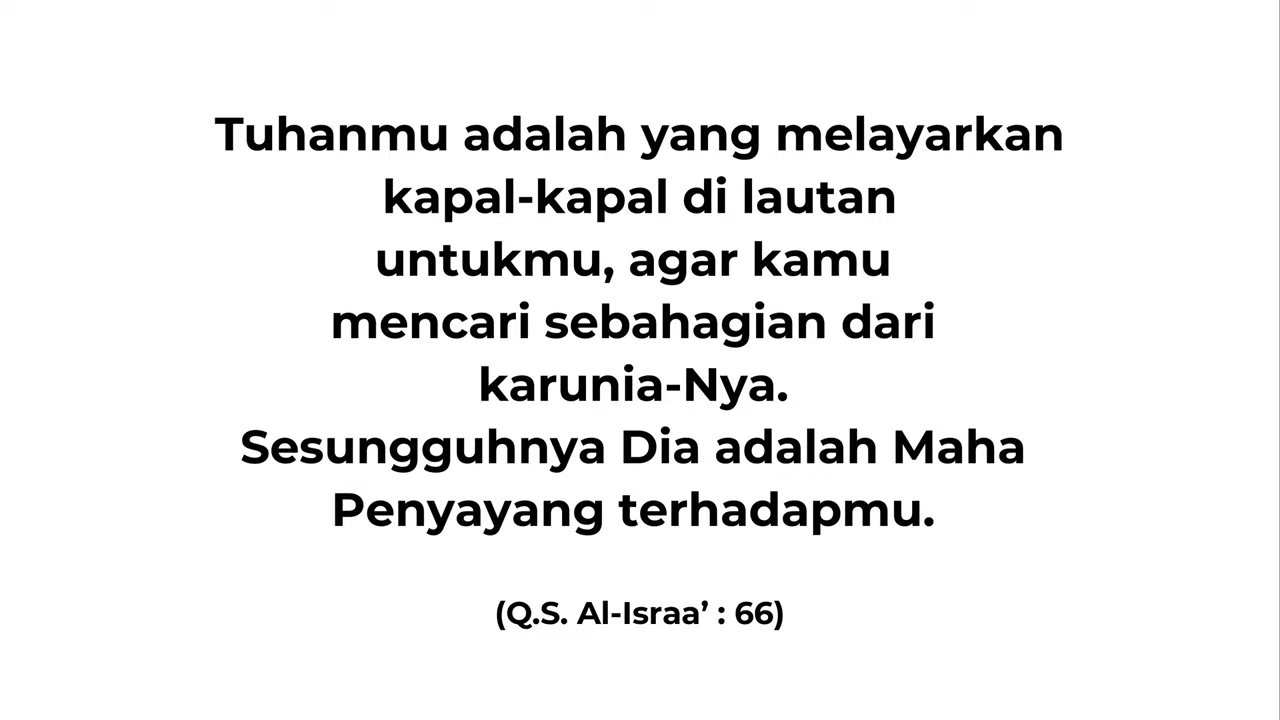 Tuhanmu adalah yang melayarkan
kapal-kapal di lautan
untukmu, agar kamu
mencari sebahagian dari
karunia-Nya.
Sesungguhnya Dia adalah Maha
Penyayang terhadapmu.
(Q.S. Al-Israa’ : 66)